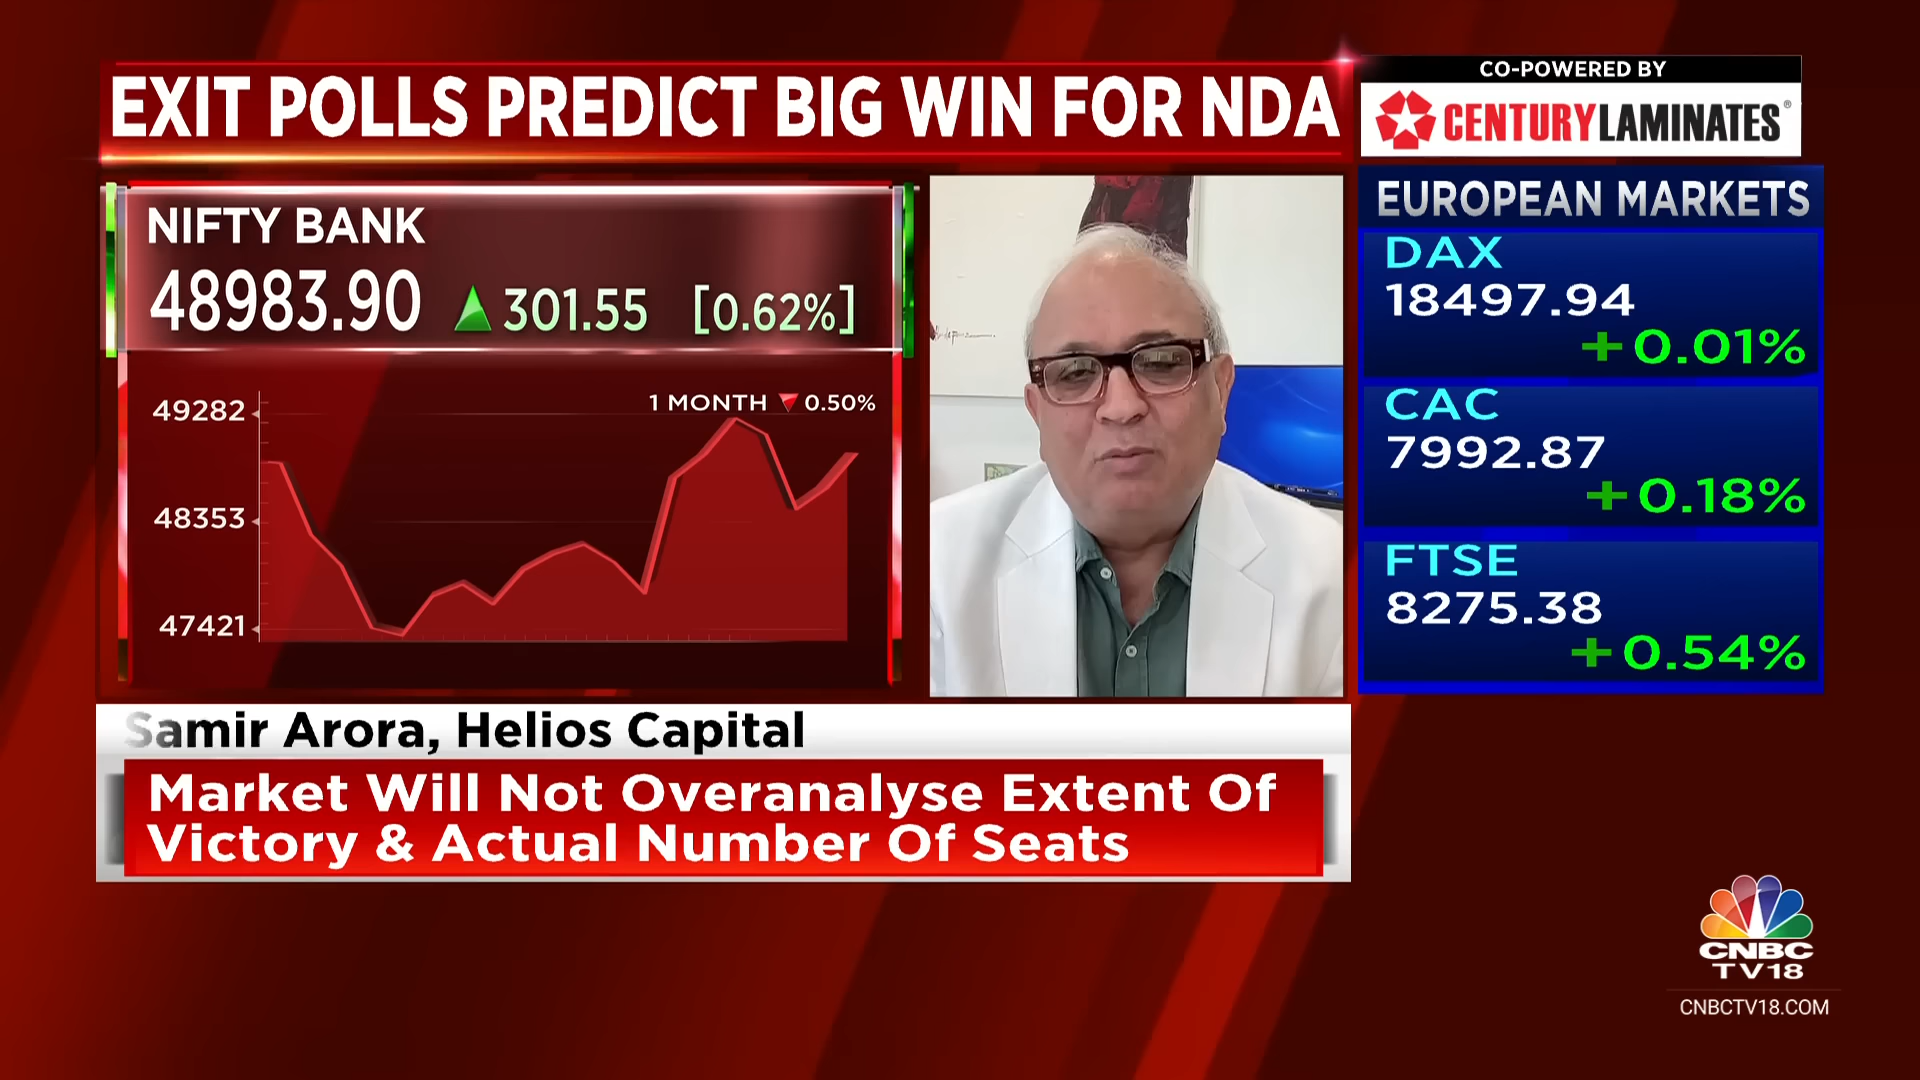 EXIT POLLS PREDICT BIG WIN FOR NDA
CO-POWERED BY
CENTURYLAMINATES®
NIFTY BANK
48983.90 ▲ 301.55 [0.62%]
1 MONTH ▼ 0.50%
49282
48353
47421
EUROPEAN MARKETS
DAX
18497.94
+0.01%
CAC
7992.87
+0.18%
FTSE
8275.38
+0.54%
Samir Arora, Helios Capital
Market Will Not Overanalyse Extent Of
Victory & Actual Number Of Seats
CNBC
TV18
CNBCTV18.COM